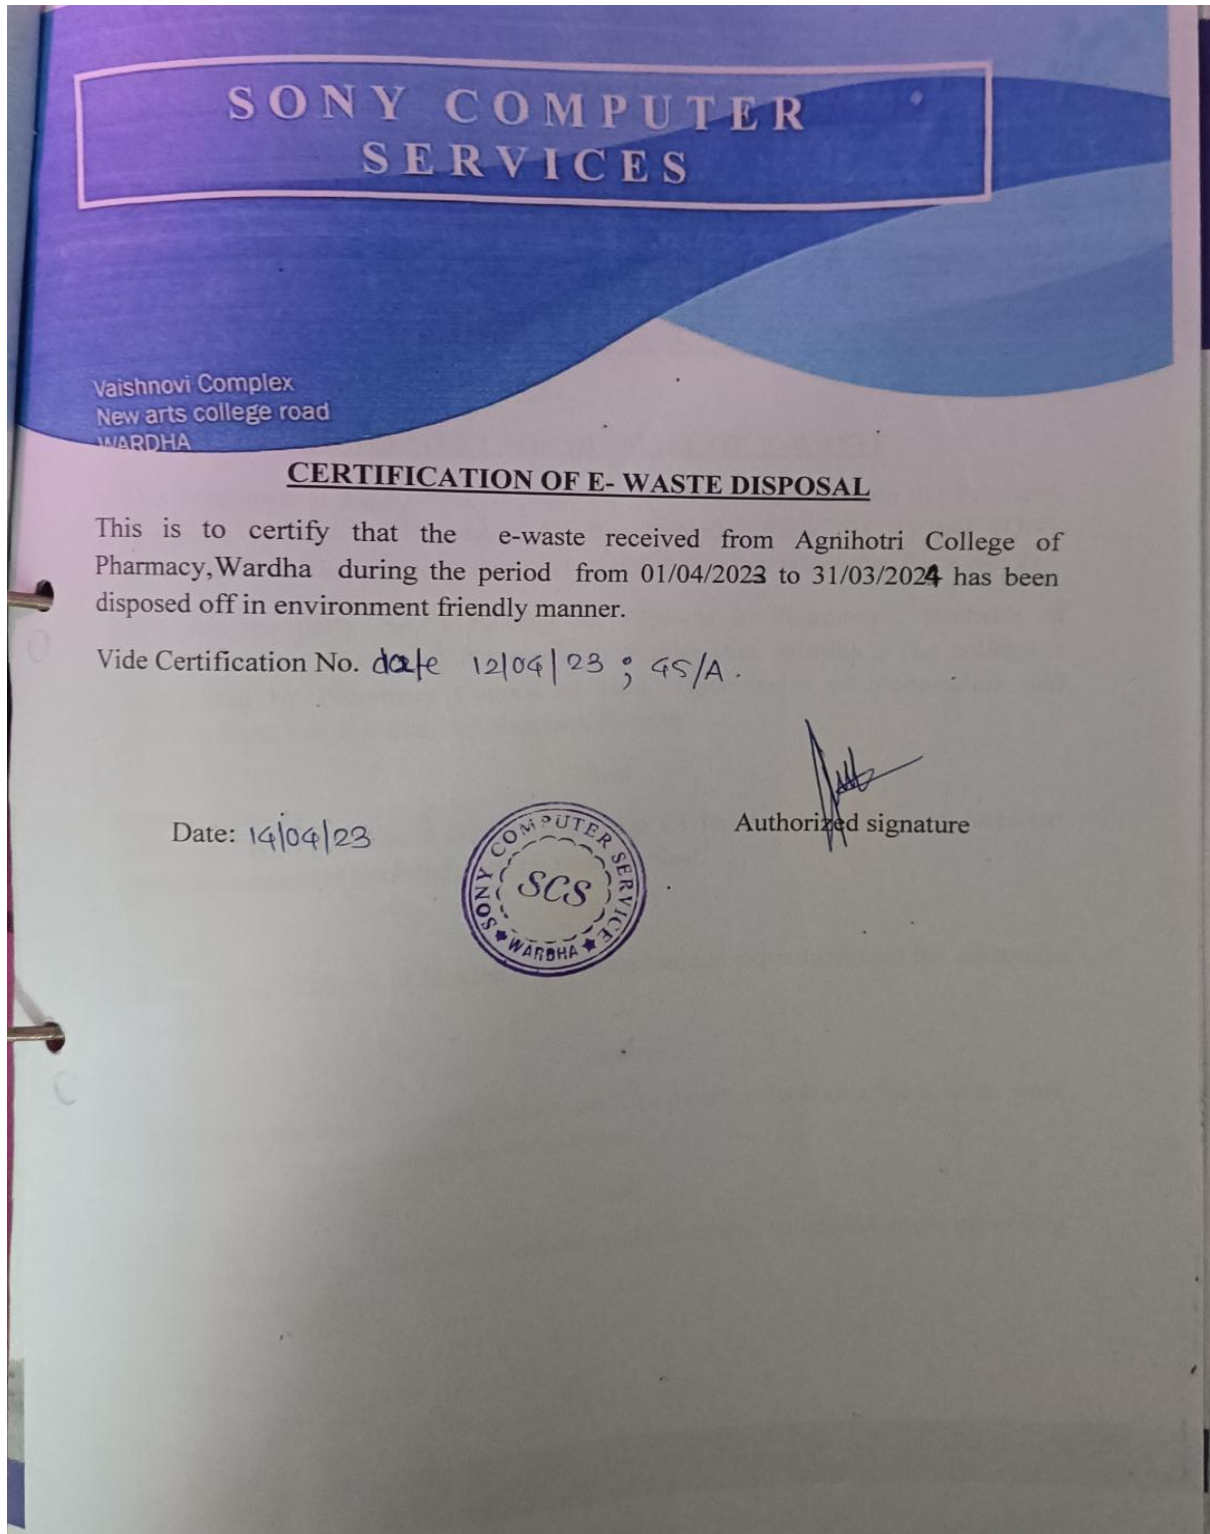 SONY COMPUTER
SERVICES
Vaishnovi Complex
New arts college road
WARDHA
CERTIFICATION OF E- WASTE DISPOSAL
This is to certify that the e-waste received from Agnihotri College of
Pharmacy,Wardha during the period from 01/04/2023 to 31/03/2024 has been
disposed off in environment friendly manner.
Vide Certification No. date 12/04/23 ; 45/A.
Authorized signature
Date: 14/04/23
SONY COMPUTER SERVICE
SCS
WARDHA